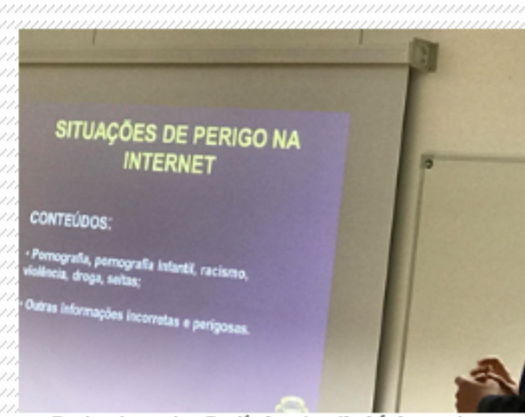 SITUAÇÕES DE PERIGO NA
INTERNET
CONTEÚDOS:
- Pornografia, pornografia infantil, racismo,
violência, droga, seitas;
- Outras informações incorretas e perigosas.